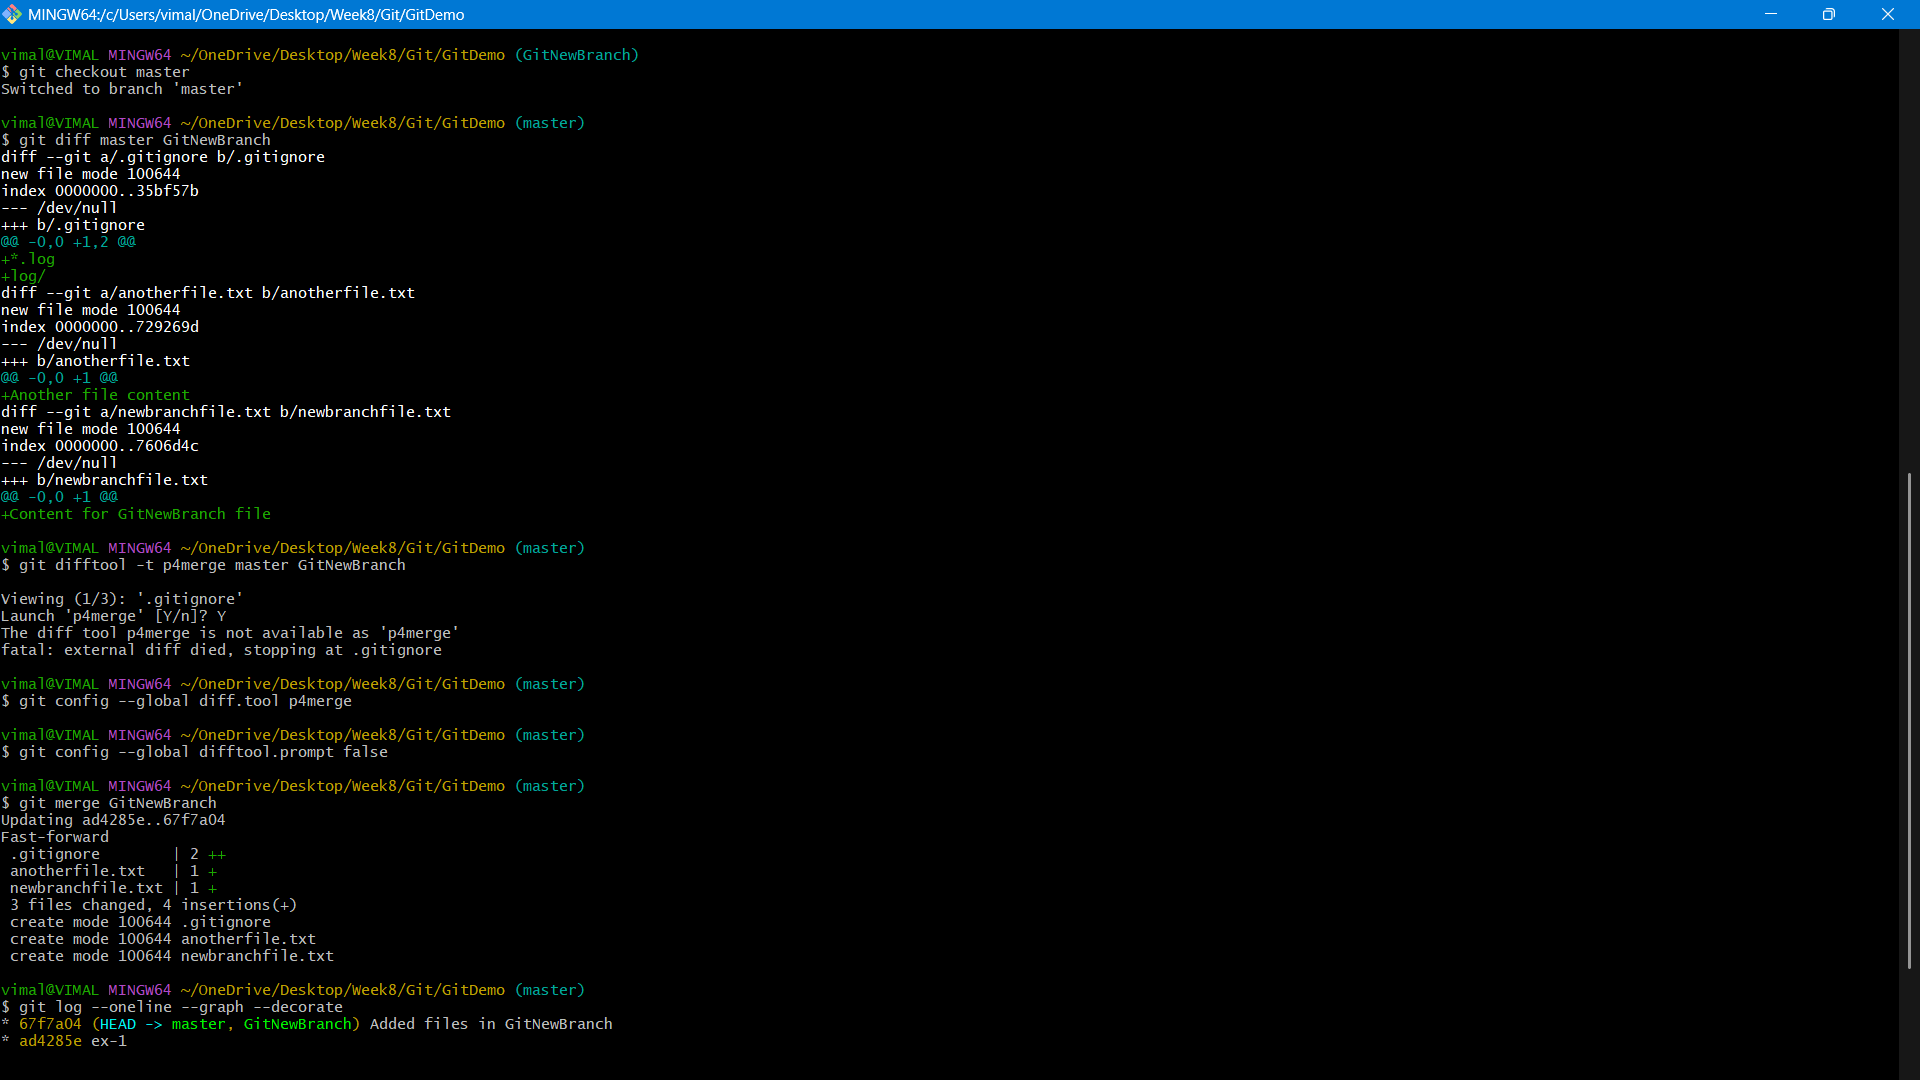 MINGW64:/c/Users/vimal/OneDrive/Desktop/Week8/Git/GitDemo
vimal@VIMAL MINGW64 ~/OneDrive/Desktop/Week8/Git/GitDemo (GitNewBranch)
$ git checkout master
Switched to branch 'master'
vimal@VIMAL MINGW64 ~/OneDrive/Desktop/Week8/Git/GitDemo (master)
$ git diff master GitNewBranch
diff --git a/.gitignore b/.gitignore
new file mode 100644
index 0000000..35bf57b
--- /dev/null
+++ b/.gitignore
@@ -0,0 +1,2 @@
+*.log
+log/
diff --git a/anotherfile.txt b/anotherfile.txt
new file mode 100644
index 0000000..729269d
--- /dev/null
+++ b/anotherfile.txt
@@ -0,0 +1 @@
+Another file content
diff --git a/newbranchfile.txt b/newbranchfile.txt
new file mode 100644
index 0000000..7606d4c
--- /dev/null
+++ b/newbranchfile.txt
@@ -0,0 +1 @@
+Content for GitNewBranch file
vimal@VIMAL MINGW64 ~/OneDrive/Desktop/Week8/Git/GitDemo (master)
$ git difftool -t p4merge master GitNewBranch
Viewing (1/3): '.gitignore'
Launch 'p4merge' [Y/n]? Y
The diff tool p4merge is not available as 'p4merge'
fatal: external diff died, stopping at .gitignore
vimal@VIMAL MINGW64 ~/OneDrive/Desktop/Week8/Git/GitDemo (master)
$ git config --global diff.tool p4merge
vimal@VIMAL MINGW64 ~/OneDrive/Desktop/Week8/Git/GitDemo (master)
$ git config --global difftool.prompt false
vimal@VIMAL MINGW64 ~/OneDrive/Desktop/Week8/Git/GitDemo (master)
$ git merge GitNewBranch
Updating ad4285e..67f7a04
Fast-forward
 .gitignore        | 2 ++
 anotherfile.txt   | 1 +
 newbranchfile.txt | 1 +
 3 files changed, 4 insertions(+)
 create mode 100644 .gitignore
 create mode 100644 anotherfile.txt
 create mode 100644 newbranchfile.txt
vimal@VIMAL MINGW64 ~/OneDrive/Desktop/Week8/Git/GitDemo (master)
$ git log --oneline --graph --decorate
* 67f7a04 (HEAD -> master, GitNewBranch) Added files in GitNewBranch
* ad4285e ex-1